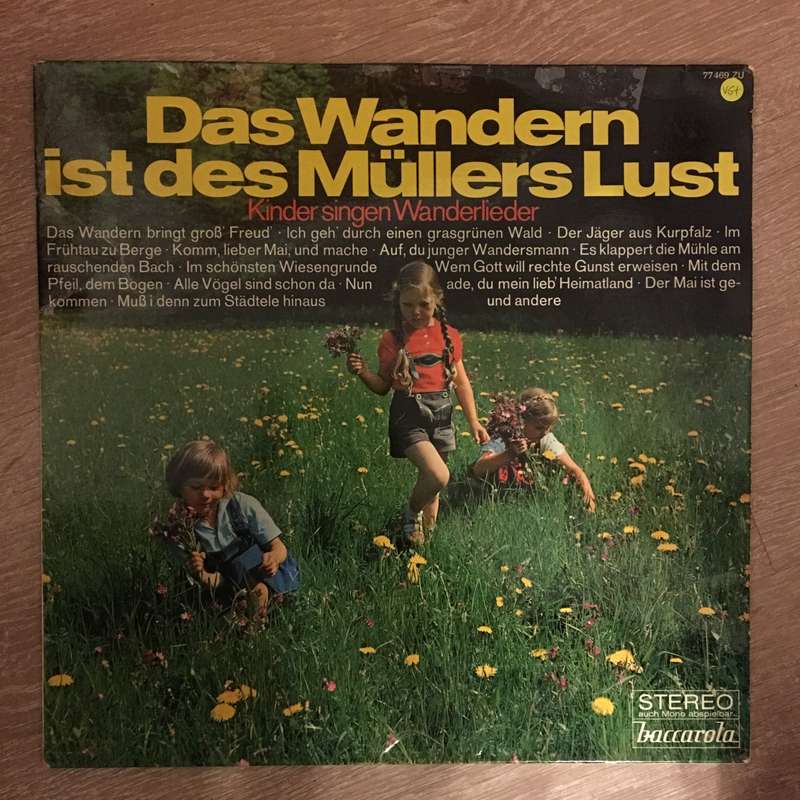 77469 ZU
VG+
Das Wandern
ist des Müllers Lust
Kinder singen Wanderlieder
Das Wandern bringt groß' Freud' · Ich geh' durch einen grasgrünen Wald · Der Jäger aus Kurpfalz · Im
Frühtau zu Berge · Komm, lieber Mai, und mache · Auf, du junger Wandersmann · Es klappert die Mühle am
rauschenden Bach · Im schönsten Wiesengrunde Wem Gott will rechte Gunst erweisen · Mit dem
Pfeil, dem Bogen · Alle Vögel sind schon da · Nun ade, du mein lieb' Heimatland · Der Mai ist ge-
kommen · Muß i denn zum Städtele hinaus und andere
STEREO
auch Mono abspielbar
baccarola